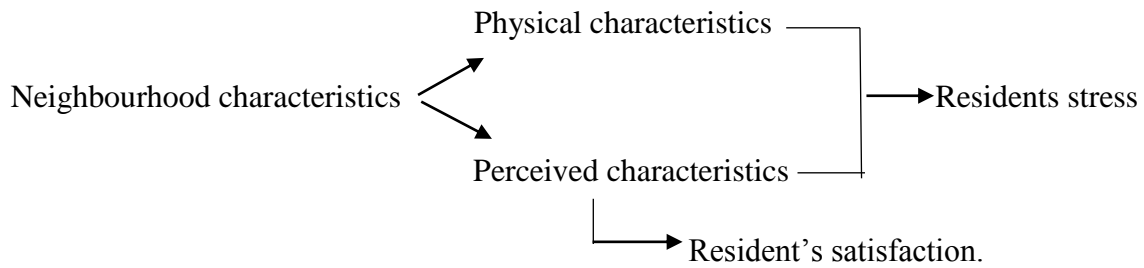 Physical characteristics
Neighbourhood characteristics
Residents stress
Perceived characteristics
Resident’s satisfaction.